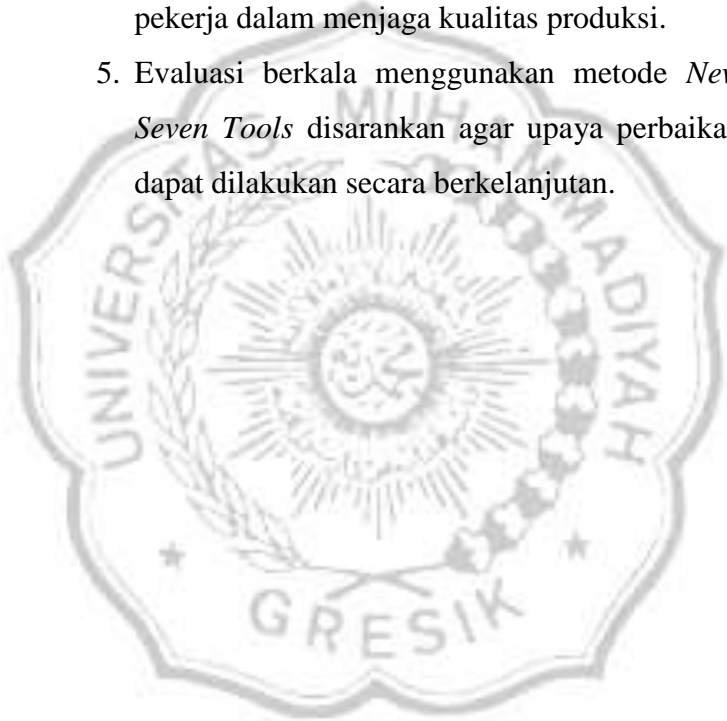 pekerja dalam menjaga kualitas produksi.
5. Evaluasi berkala menggunakan metode New
Seven Tools disarankan agar upaya perbaika
dapat dilakukan secara berkelanjutan.
UNIVERSITAS MUHAMMADIYAH
GRESIK